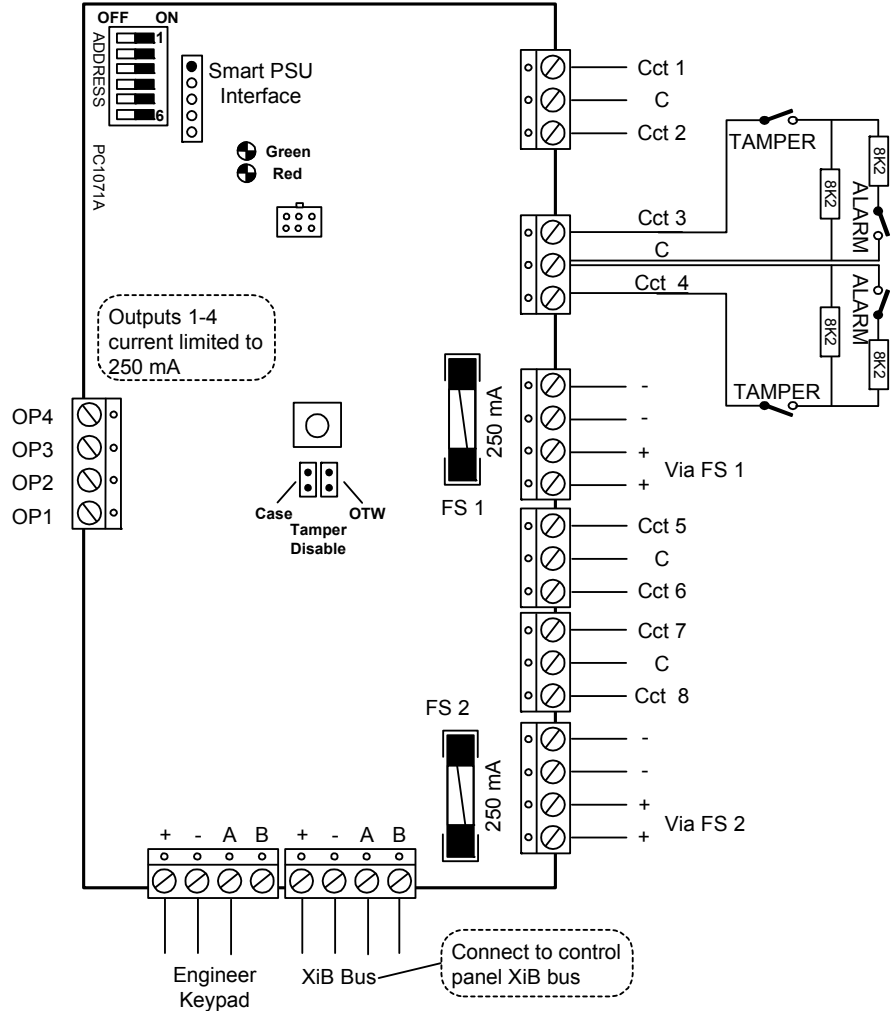 OFF ON
ADDRESS
1
6
PC1071A
Smart PSU
Interface
Green
Red
Outputs 1-4
current limited to
250 mA
OP4
OP3
OP2
OP1
Case
OTW
Tamper
Disable
FS 1
250 mA
FS 2
250 mA
Cct 1
C
Cct 2
Cct 3
C
Cct 4
TAMPER
8K2
8K2
ALARM
ALARM
8K2
8K2
TAMPER
-
-
+
+
Via FS 1
Cct 5
C
Cct 6
Cct 7
C
Cct 8
-
-
+
+
Via FS 2
+ - A B
+ - A B
Engineer
Keypad
XiB Bus
Connect to control
panel XiB bus